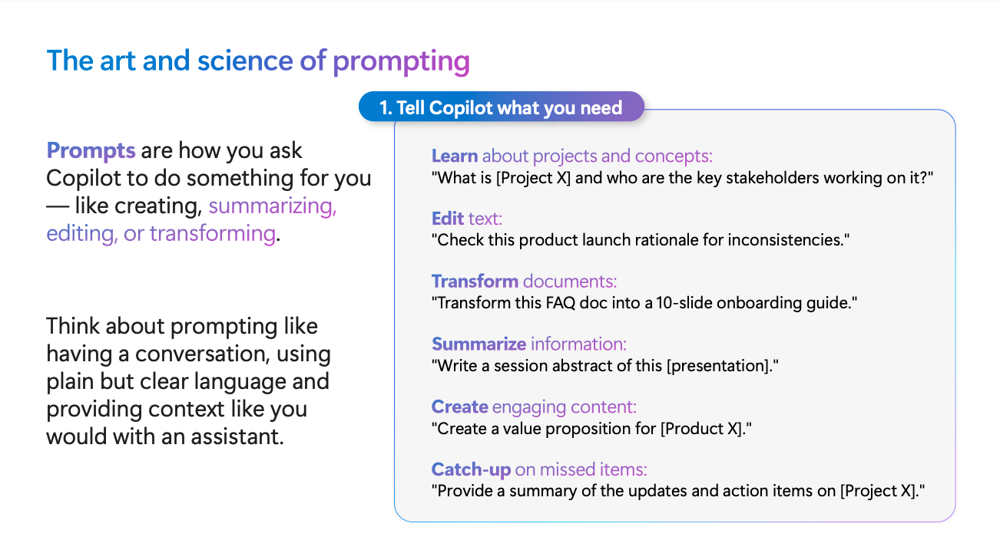 The art and science of prompting
Prompts are how you ask
Copilot to do something for you
— like creating, summarizing,
editing, or transforming.
Think about prompting like
having a conversation, using
plain but clear language and
providing context like you
would with an assistant.
1. Tell Copilot what you need
Learn about projects and concepts:
"What is [Project X] and who are the key stakeholders working on it?"
Edit text:
"Check this product launch rationale for inconsistencies."
Transform documents:
"Transform this FAQ doc into a 10-slide onboarding guide."
Summarize information:
"Write a session abstract of this [presentation]."
Create engaging content:
"Create a value proposition for [Product X]."
Catch-up on missed items:
"Provide a summary of the updates and action items on [Project X]."